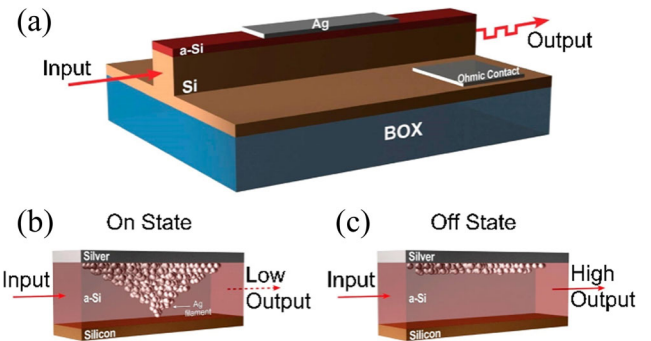 (a)
Ag
a-Si
Output
Input
Si
Ohmic Contact
BOX
(b)
On State
(c)
Off State
Silver
Input
a-Si
Ag
filament
Low
Output
Silicon
Silver
Input
a-Si
High
Output
Silicon